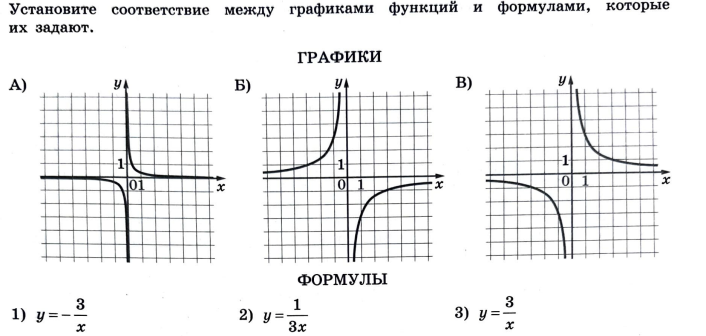 Установите соответствие между графиками функций и формулами, которые
их задают.
ГРАФИКИ
А) Б) В)
y y y
1 1 1
0 1 x 0 1 x 0 1 x
ФОРМУЛЫ
1) y = -3/x 2) y = 1/3x 3) y = 3/x